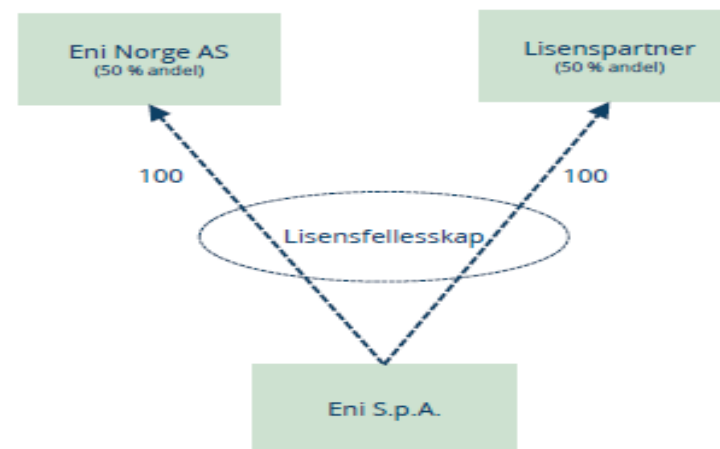 Eni Norge AS
(50 % andel)
Lisenspartner
(50 % andel)
100
100
Lisensfellesskap
Eni S.p.A.